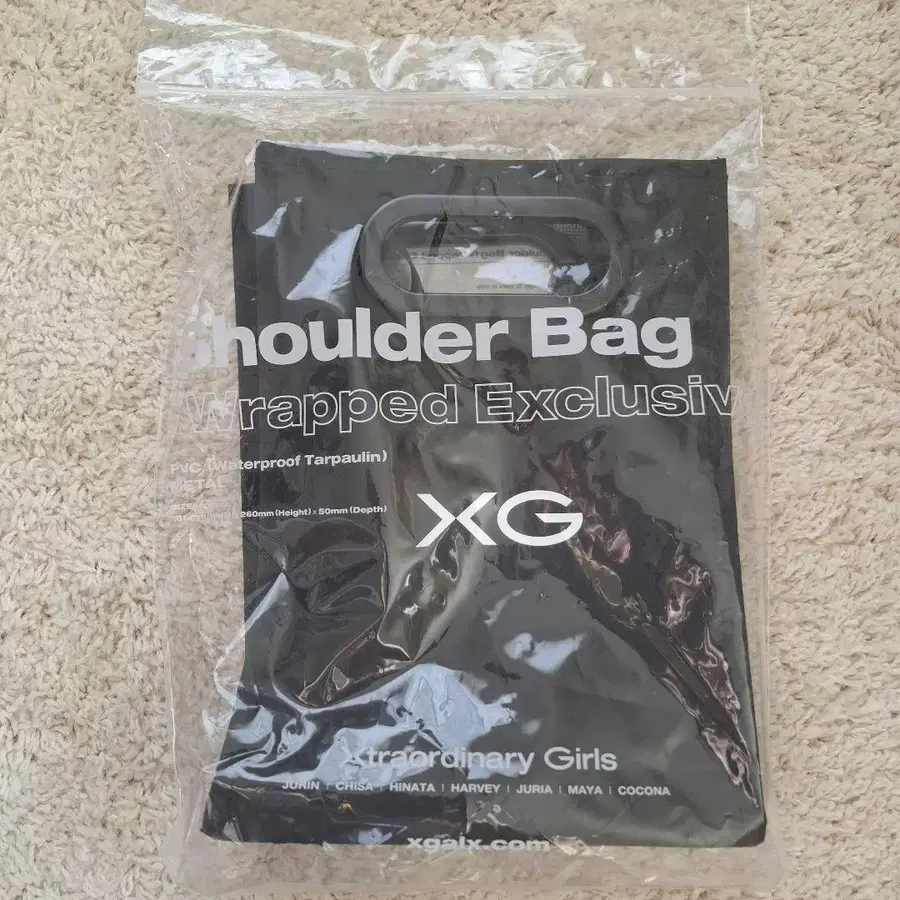 Shoulder Bag
Wrapped Exclusiv
PVC (Waterproof Tarpaulin)
METAL
260mm (Height) x 50mm (Depth)
XG
Xtraordinary Girls
JURIN | CHISA | HINATA | HARVEY | JURIA | MAYA | COCONA
xgalx.com